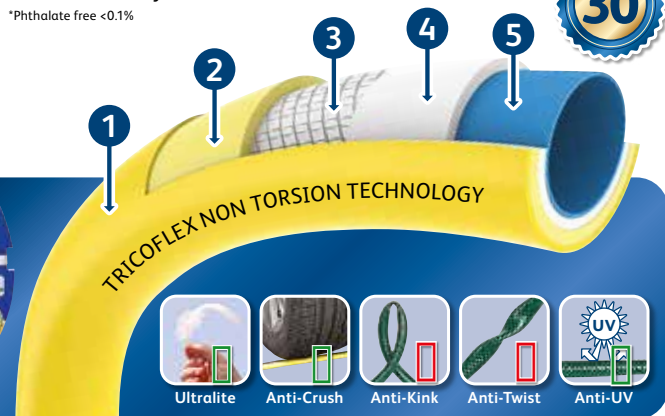 *Phthalate free <0.1%
30
1
2
3
4
5
TRICOFLEX NON TORSION TECHNOLOGY
UV
Ultralite
Anti-Crush
Anti-Kink
Anti-Twist
Anti-UV